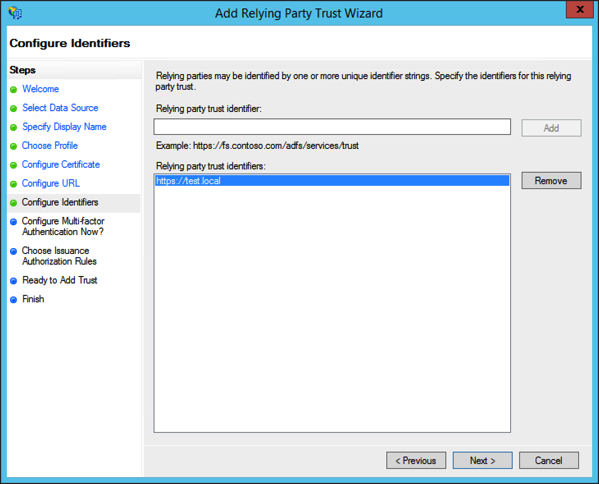 Add Relying Party Trust Wizard
X
Configure Identifiers
Steps
Welcome
Select Data Source
Specify Display Name
Choose Profile
Configure Certificate
Configure URL
Configure Identifiers
Configure Multi-factor
Authentication Now?
Choose Issuance
Authorization Rules
Ready to Add Trust
Finish
Relying parties may be identified by one or more unique identifier strings. Specify the identifiers for this relying
party trust.
Relying party trust identifier:
Add
Example: https://fs.contoso.com/adfs/services/trust
Relying party trust identifiers:
https://test.local
Remove
< Previous
Next >
Cancel